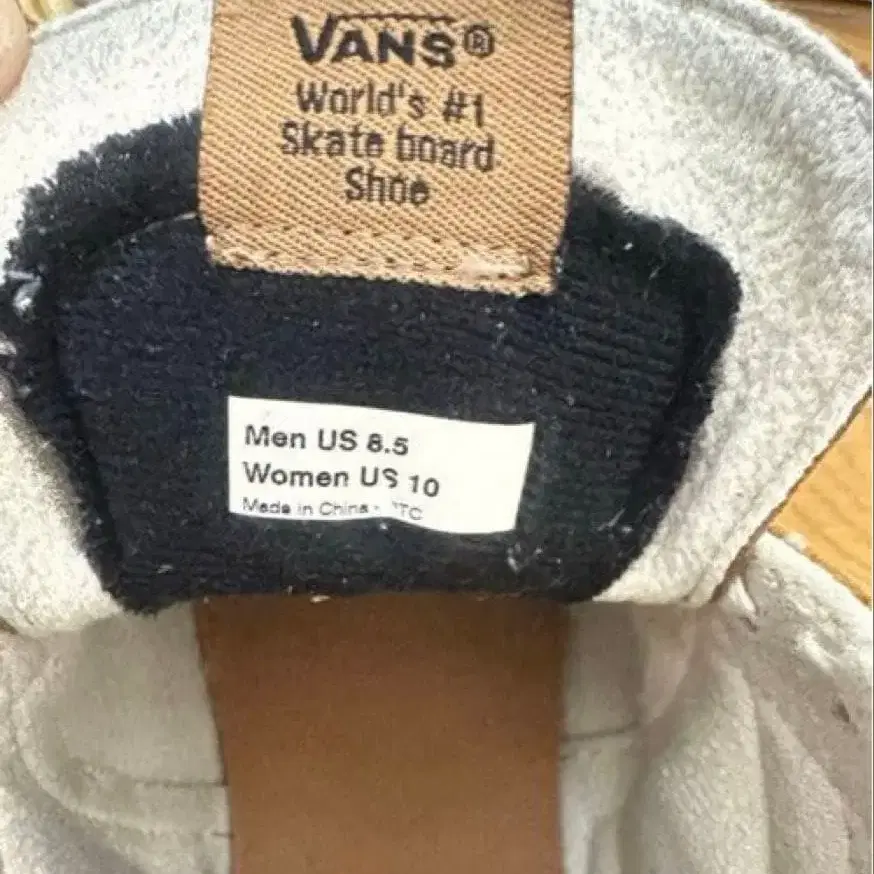 VANS®
World's #1
Skate board
Shoe
Men US 8.5
Women US 10
Made in China -